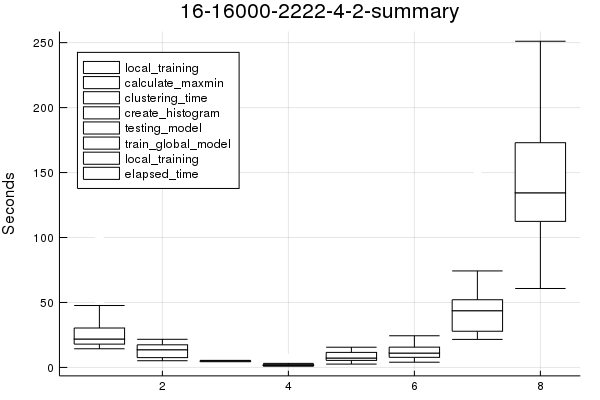 16-16000-2222-4-2-summary
Seconds
250
200
150
100
50
0
local_training
calculate_maxmin
clustering_time
create_histogram
testing_model
train_global_model
local_training
elapsed_time
2 4 6 8